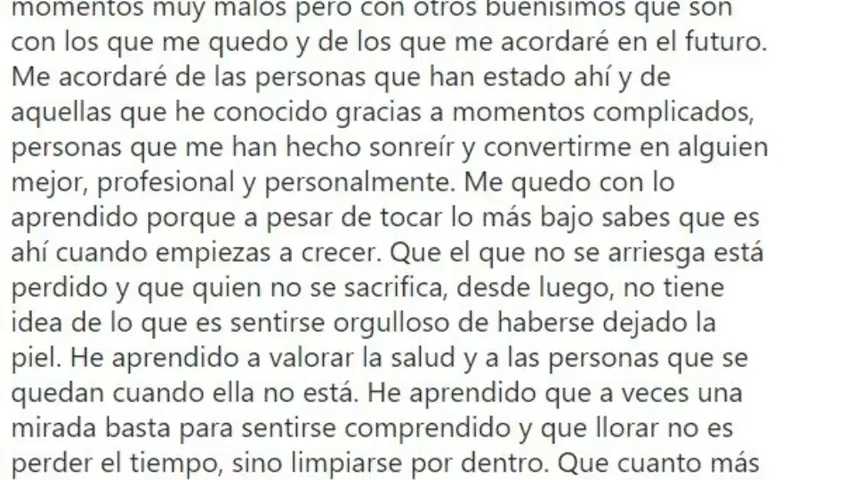 momentos muy malos pero con otros buenísimos que son
con los que me quedo y de los que me acordaré en el futuro.
Me acordaré de las personas que han estado ahí y de
aquellas que he conocido gracias a momentos complicados,
personas que me han hecho sonreír y convertirme en alguien
mejor, profesional y personalmente. Me quedo con lo
aprendido porque a pesar de tocar lo más bajo sabes que es
ahí cuando empiezas a crecer. Que el que no se arriesga está
perdido y que quien no se sacrifica, desde luego, no tiene
idea de lo que es sentirse orgulloso de haberse dejado la
piel. He aprendido a valorar la salud y a las personas que se
quedan cuando ella no está. He aprendido que a veces una
mirada basta para sentirse comprendido y que llorar no es
perder el tiempo, sino limpiarse por dentro. Que cuanto más